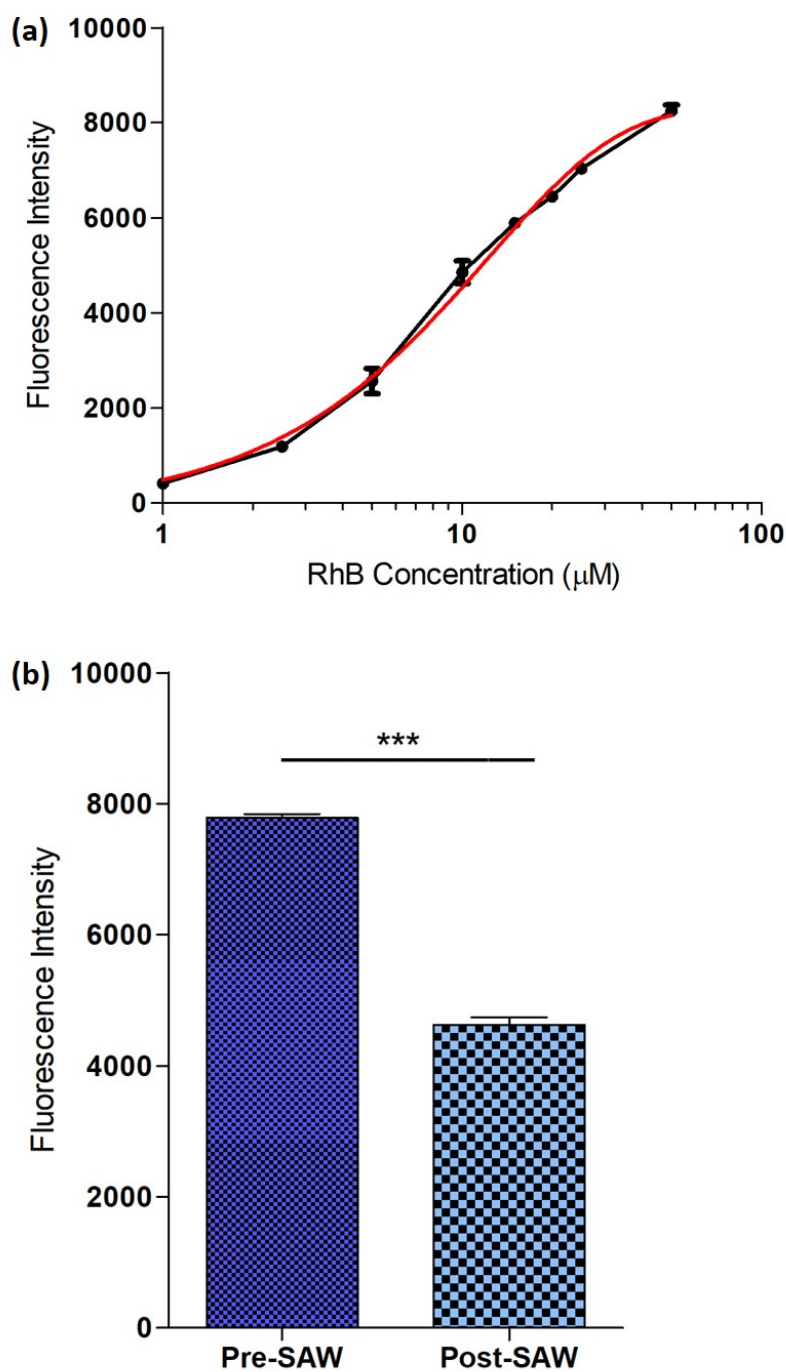 (a)
10000
8000
6000
4000
2000
0
Fluorescence Intensity
1 10 100
RhB Concentration (μM)
(b)
10000
8000
6000
4000
2000
0
Fluorescence Intensity
***
Pre-SAW Post-SAW